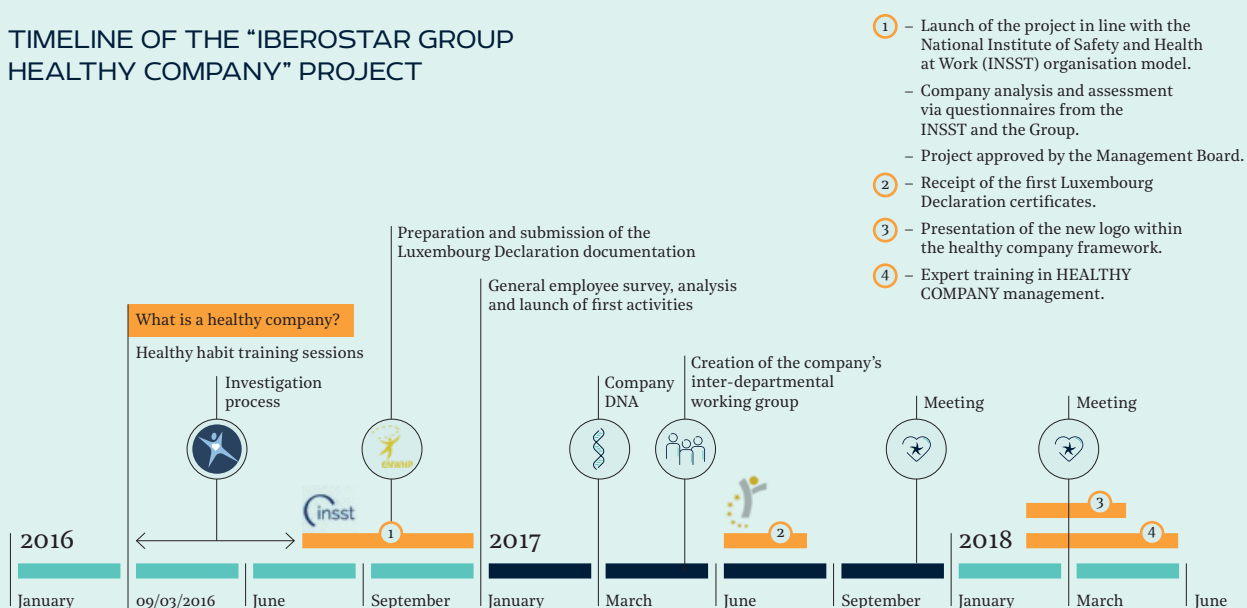 TIMELINE OF THE “IBEROSTAR GROUP
HEALTHY COMPANY” PROJECT
1 – Launch of the project in line with the
National Institute of Safety and Health
at Work (INSST) organisation model.
– Company analysis and assessment
via questionnaires from the
INSST and the Group.
– Project approved by the Management Board.
2 – Receipt of the first Luxembourg
Declaration certificates.
3 – Presentation of the new logo within
the healthy company framework.
4 – Expert training in HEALTHY
COMPANY management.
Preparation and submission of the
Luxembourg Declaration documentation
General employee survey, analysis
and launch of first activities
What is a healthy company?
Healthy habit training sessions
Investigation
process
Company
DNA
Creation of the company’s
inter-departmental
working group
Meeting
Meeting
ENWHP
insst
1
2
3
4
2016
2017
2018
January
09/03/2016
June
September
January
March
June
September
January
March
June